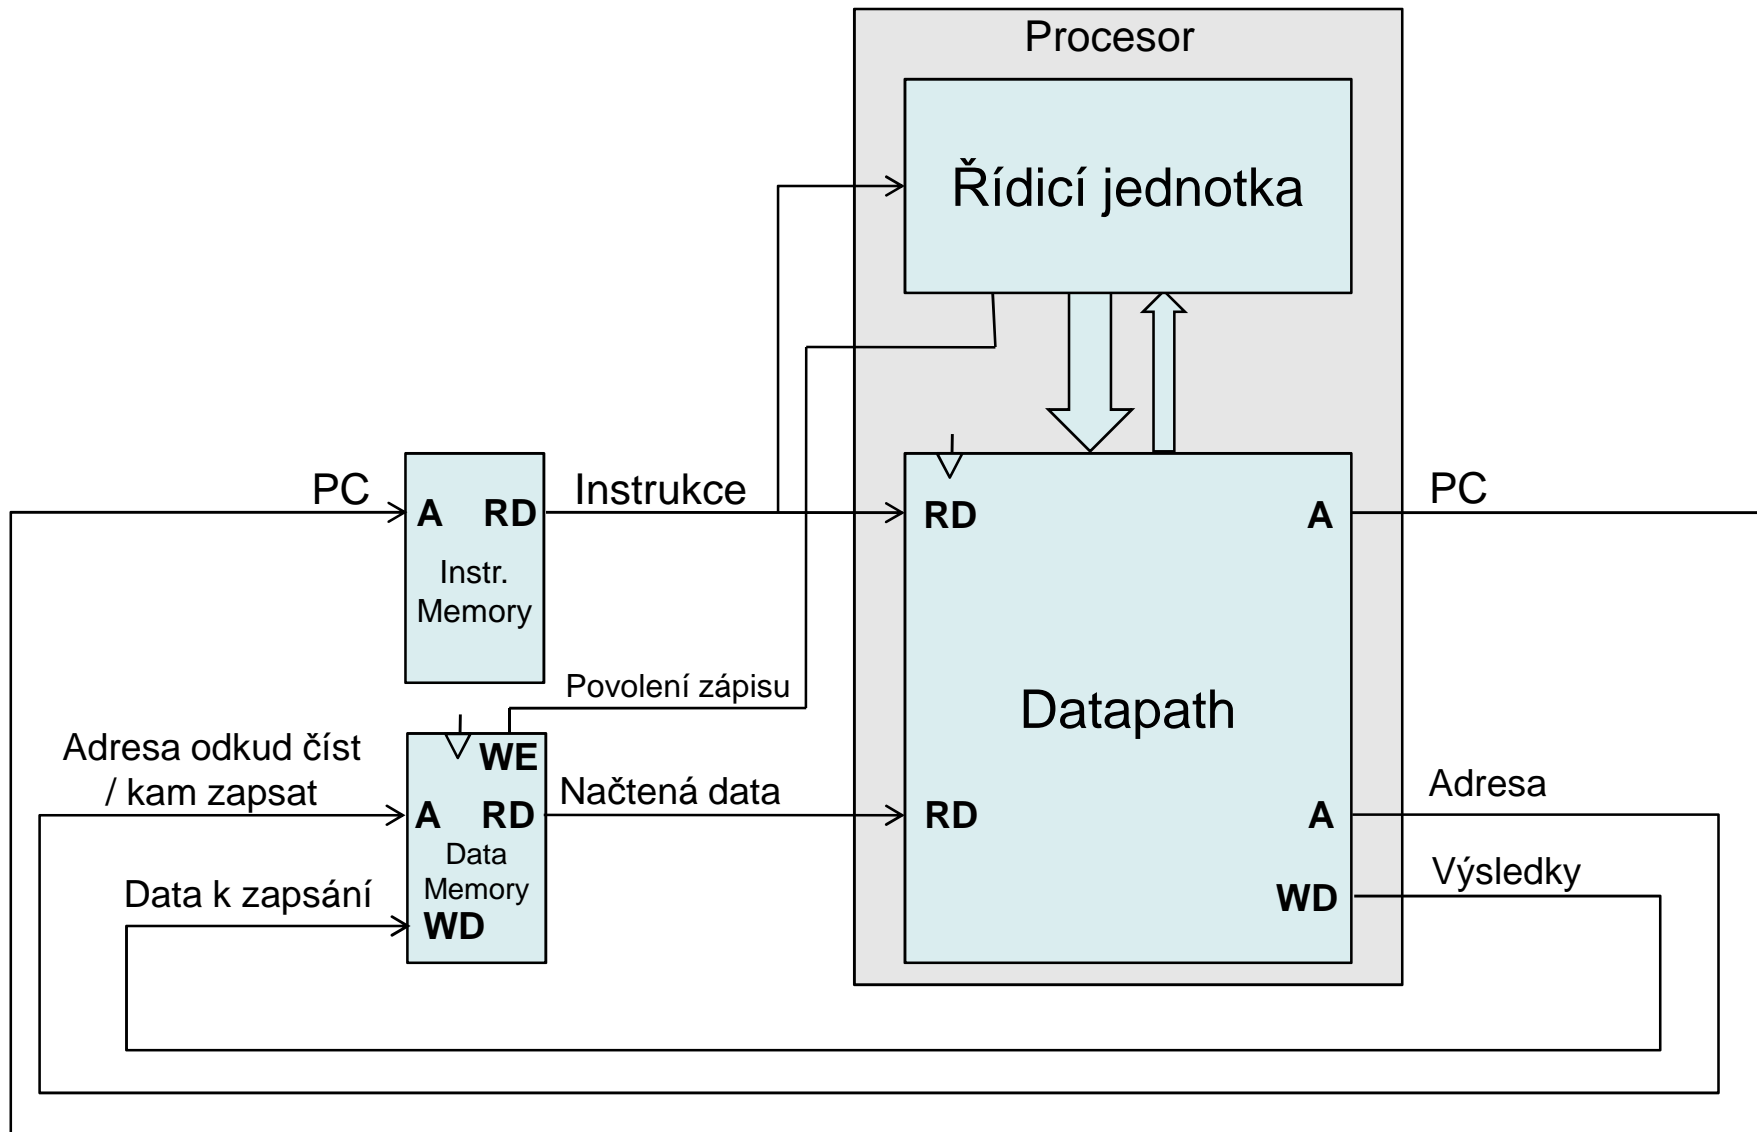 Procesor
Řídicí jednotka
PC
A RD
Instr.
Memory
Instrukce
RD
A
PC
Datapath
Povolení zápisu
Adresa odkud číst
/ kam zapsat
WE
A RD
Data
Memory
WD
Načtená data
RD
A
Adresa
Data k zapsání
WD
Výsledky